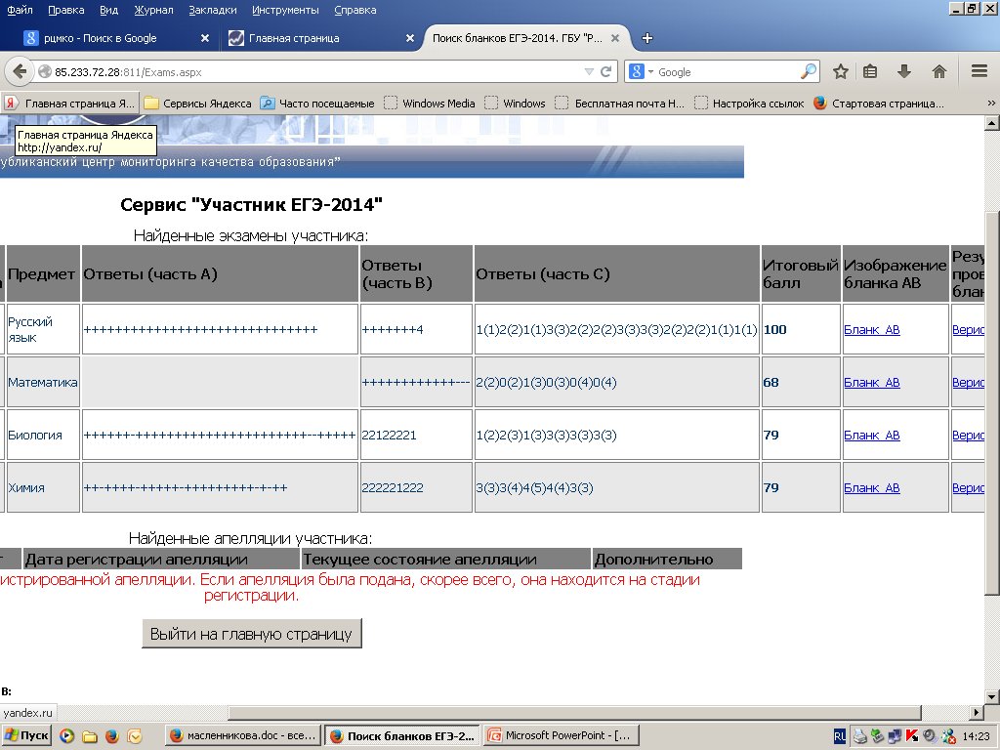 Файл Правка Вид Журнал Закладки Инструменты Справка
рцмко - Поиск в Google
Главная страница
Поиск бланков ЕГЭ-2014. ГБУ "Р...
85.233.72.28:811/Exams.aspx
Google
Главная страница Я...
Сервисы Яндекса
Часто посещаемые
Windows Media
Windows
Бесплатная почта H...
Настройка ссылок
Стартовая страница...
Главная страница Яндекса
http://yandex.ru/
убликанский центр мониторинга качества образования"
Сервис "Участник ЕГЭ-2014"
Найденные экзамены участника:
Предмет
Ответы (часть А)
Ответы
(часть В)
Ответы (часть С)
Итоговый
балл
Изображение
бланка АВ
Резу
пров
блан
Русский
язык
++++++++++++++++++++++++++++++
+++++++4
1(1)2(2)1(1)3(3)2(2)2(2)3(3)3(3)2(2)2(2)1(1)1(1)
100
Бланк АВ
Верис
Математика
++++++++++++++---
2(2)0(2)1(3)0(3)0(4)0(4)
68
Бланк АВ
Верис
Биология
++++++-++++++++++++++++++++++--+++++
22122221
1(2)2(3)1(3)3(3)3(3)3(3)
79
Бланк АВ
Верис
Химия
++-++++-+++++-+++++++++-+-++
222221222
3(3)3(4)4(5)4(4)3(3)
79
Бланк АВ
Верис
Найденные апелляции участника:
Дата регистрации апелляции
Текущее состояние апелляции
Дополнительно
истрированной апелляции. Если апелляция была подана, скорее всего, она находится на стадии
регистрации.
Выйти на главную страницу
В:
yandex.ru
Пуск
масленникова.doc - все...
Поиск бланков ЕГЭ-2...
Microsoft PowerPoint - [...
RL
14:23